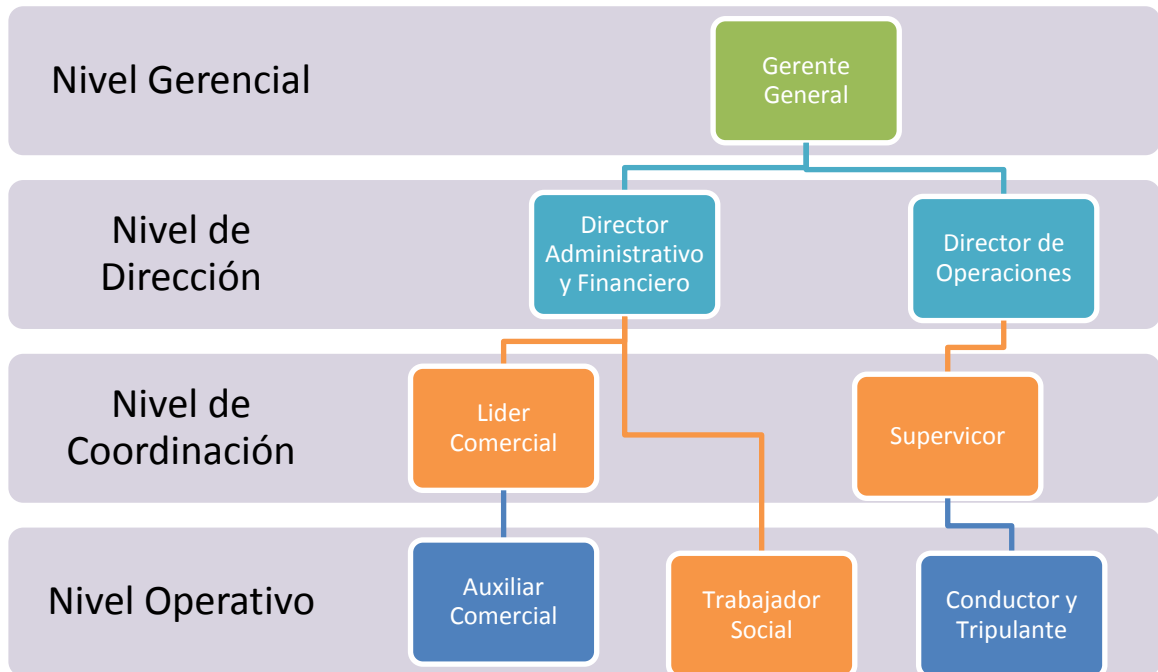 Nivel Gerencial
Gerente
General
Nivel de
Dirección
Director
Administrativo
y Financiero
Director de
Operaciones
Nivel de
Coordinación
Lider
Comercial
Supervicor
Nivel Operativo
Auxiliar
Comercial
Trabajador
Social
Conductor y
Tripulante